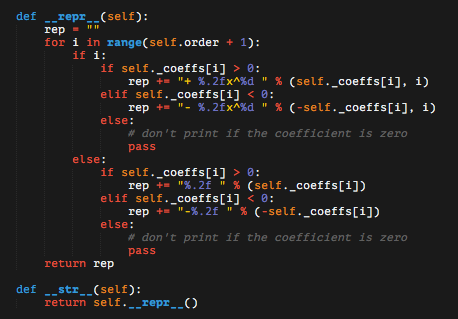 def __repr__(self):
    rep = ""
    for i in range(self.order + 1):
        if i:
            if self._coeffs[i] > 0:
                rep += "+ %.2fx^%d " % (self._coeffs[i], i)
            elif self._coeffs[i] < 0:
                rep += "- %.2fx^%d " % (-self._coeffs[i], i)
            else:
                # don't print if the coefficient is zero
                pass
        else:
            if self._coeffs[i] > 0:
                rep += "%.2f " % (self._coeffs[i])
            elif self._coeffs[i] < 0:
                rep += "-%.2f " % (-self._coeffs[i])
            else:
                # don't print if the coefficient is zero
                pass
    return rep

def __str__(self):
    return self.__repr__()